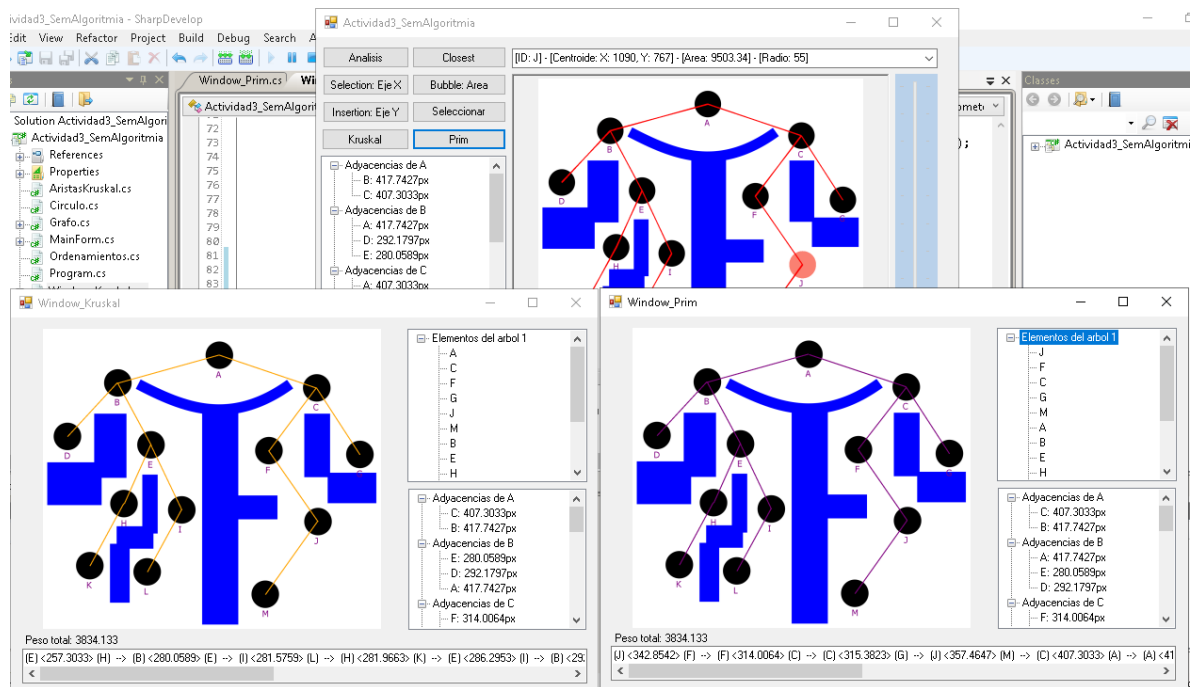 ividad3_SemAlgoritmia - SharpDevelop
Edit View Refactor Project Build Debug Search
Window_Prim.cs
Actividad3_SemAlgorit
Solution Actividad3_SemAlgori
Actividad3_SemAlgoritmia
References
Properties
AristasKruskal.cs
Circulo.cs
Grafo.cs
MainForm.cs
Ordenamientos.cs
Program.cs
72
73
74
75
76
77
78
79
80
81
82
83
);
Classes
Actividad3_SemAlgoritmi
Actividad3_SemAlgoritmia
Analisis
Closest
Selection: Eje X
Bubble: Area
Insertion: Eje Y
Seleccionar
Kruskal
Prim
[ID: J] - [Centroide: X: 1090, Y: 767] - [Area: 9503.34] - [Radio: 55]
Adyacencias de A
B: 417.7427px
C: 407.3033px
Adyacencias de B
A: 417.7427px
D: 292.1797px
E: 280.0589px
Adyacencias de C
A: 407.3033px
A
B
C
D
E
F
H
I
J
Window_Kruskal
A
B
C
D
E
F
H
I
J
K
L
M
Elementos del arbol 1
A
C
F
G
J
M
B
E
H
Adyacencias de A
C: 407.3033px
B: 417.7427px
Adyacencias de B
E: 280.0589px
D: 292.1797px
A: 417.7427px
Adyacencias de C
F: 314.0064px
Peso total: 3834.133
(E) <257.3033> (H) --> (B) <280.0589> (E) --> (I) <281.5759> (L) --> (H) <281.9663> (K) --> (E) <286.2953> (I) --> (B) <29
Window_Prim
A
B
C
D
E
F
H
I
J
K
L
M
Elementos del arbol 1
J
F
C
G
M
A
B
E
H
Adyacencias de A
C: 407.3033px
B: 417.7427px
Adyacencias de B
A: 417.7427px
E: 280.0589px
D: 292.1797px
Adyacencias de C
F: 314.0064px
Peso total: 3834.133
(J) <342.8542> (F) --> (F) <314.0064> (C) --> (C) <315.3823> (G) --> (J) <357.4647> (M) --> (C) <407.3033> (A) --> (A) <41